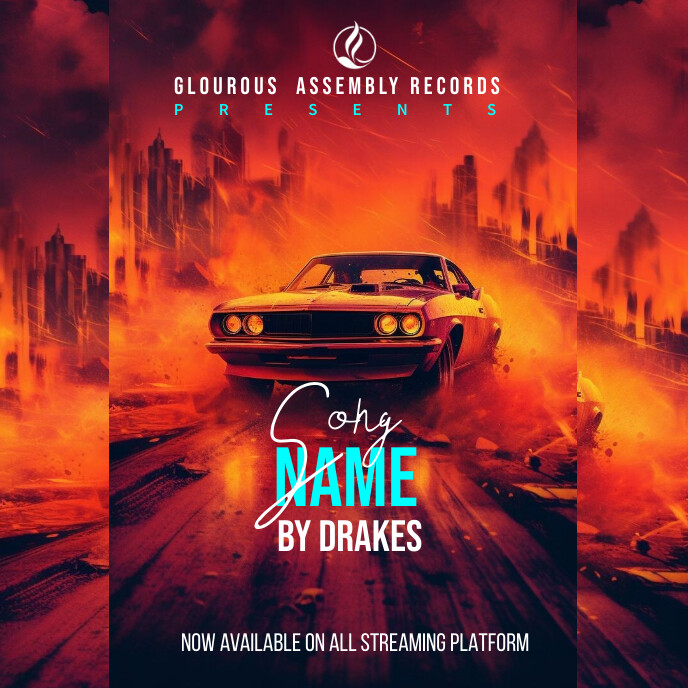 GLOUROUS ASSEMBLY RECORDS
PRESENTS
Song
NAME
BY DRAKES
NOW AVAILABLE ON ALL STREAMING PLATFORM